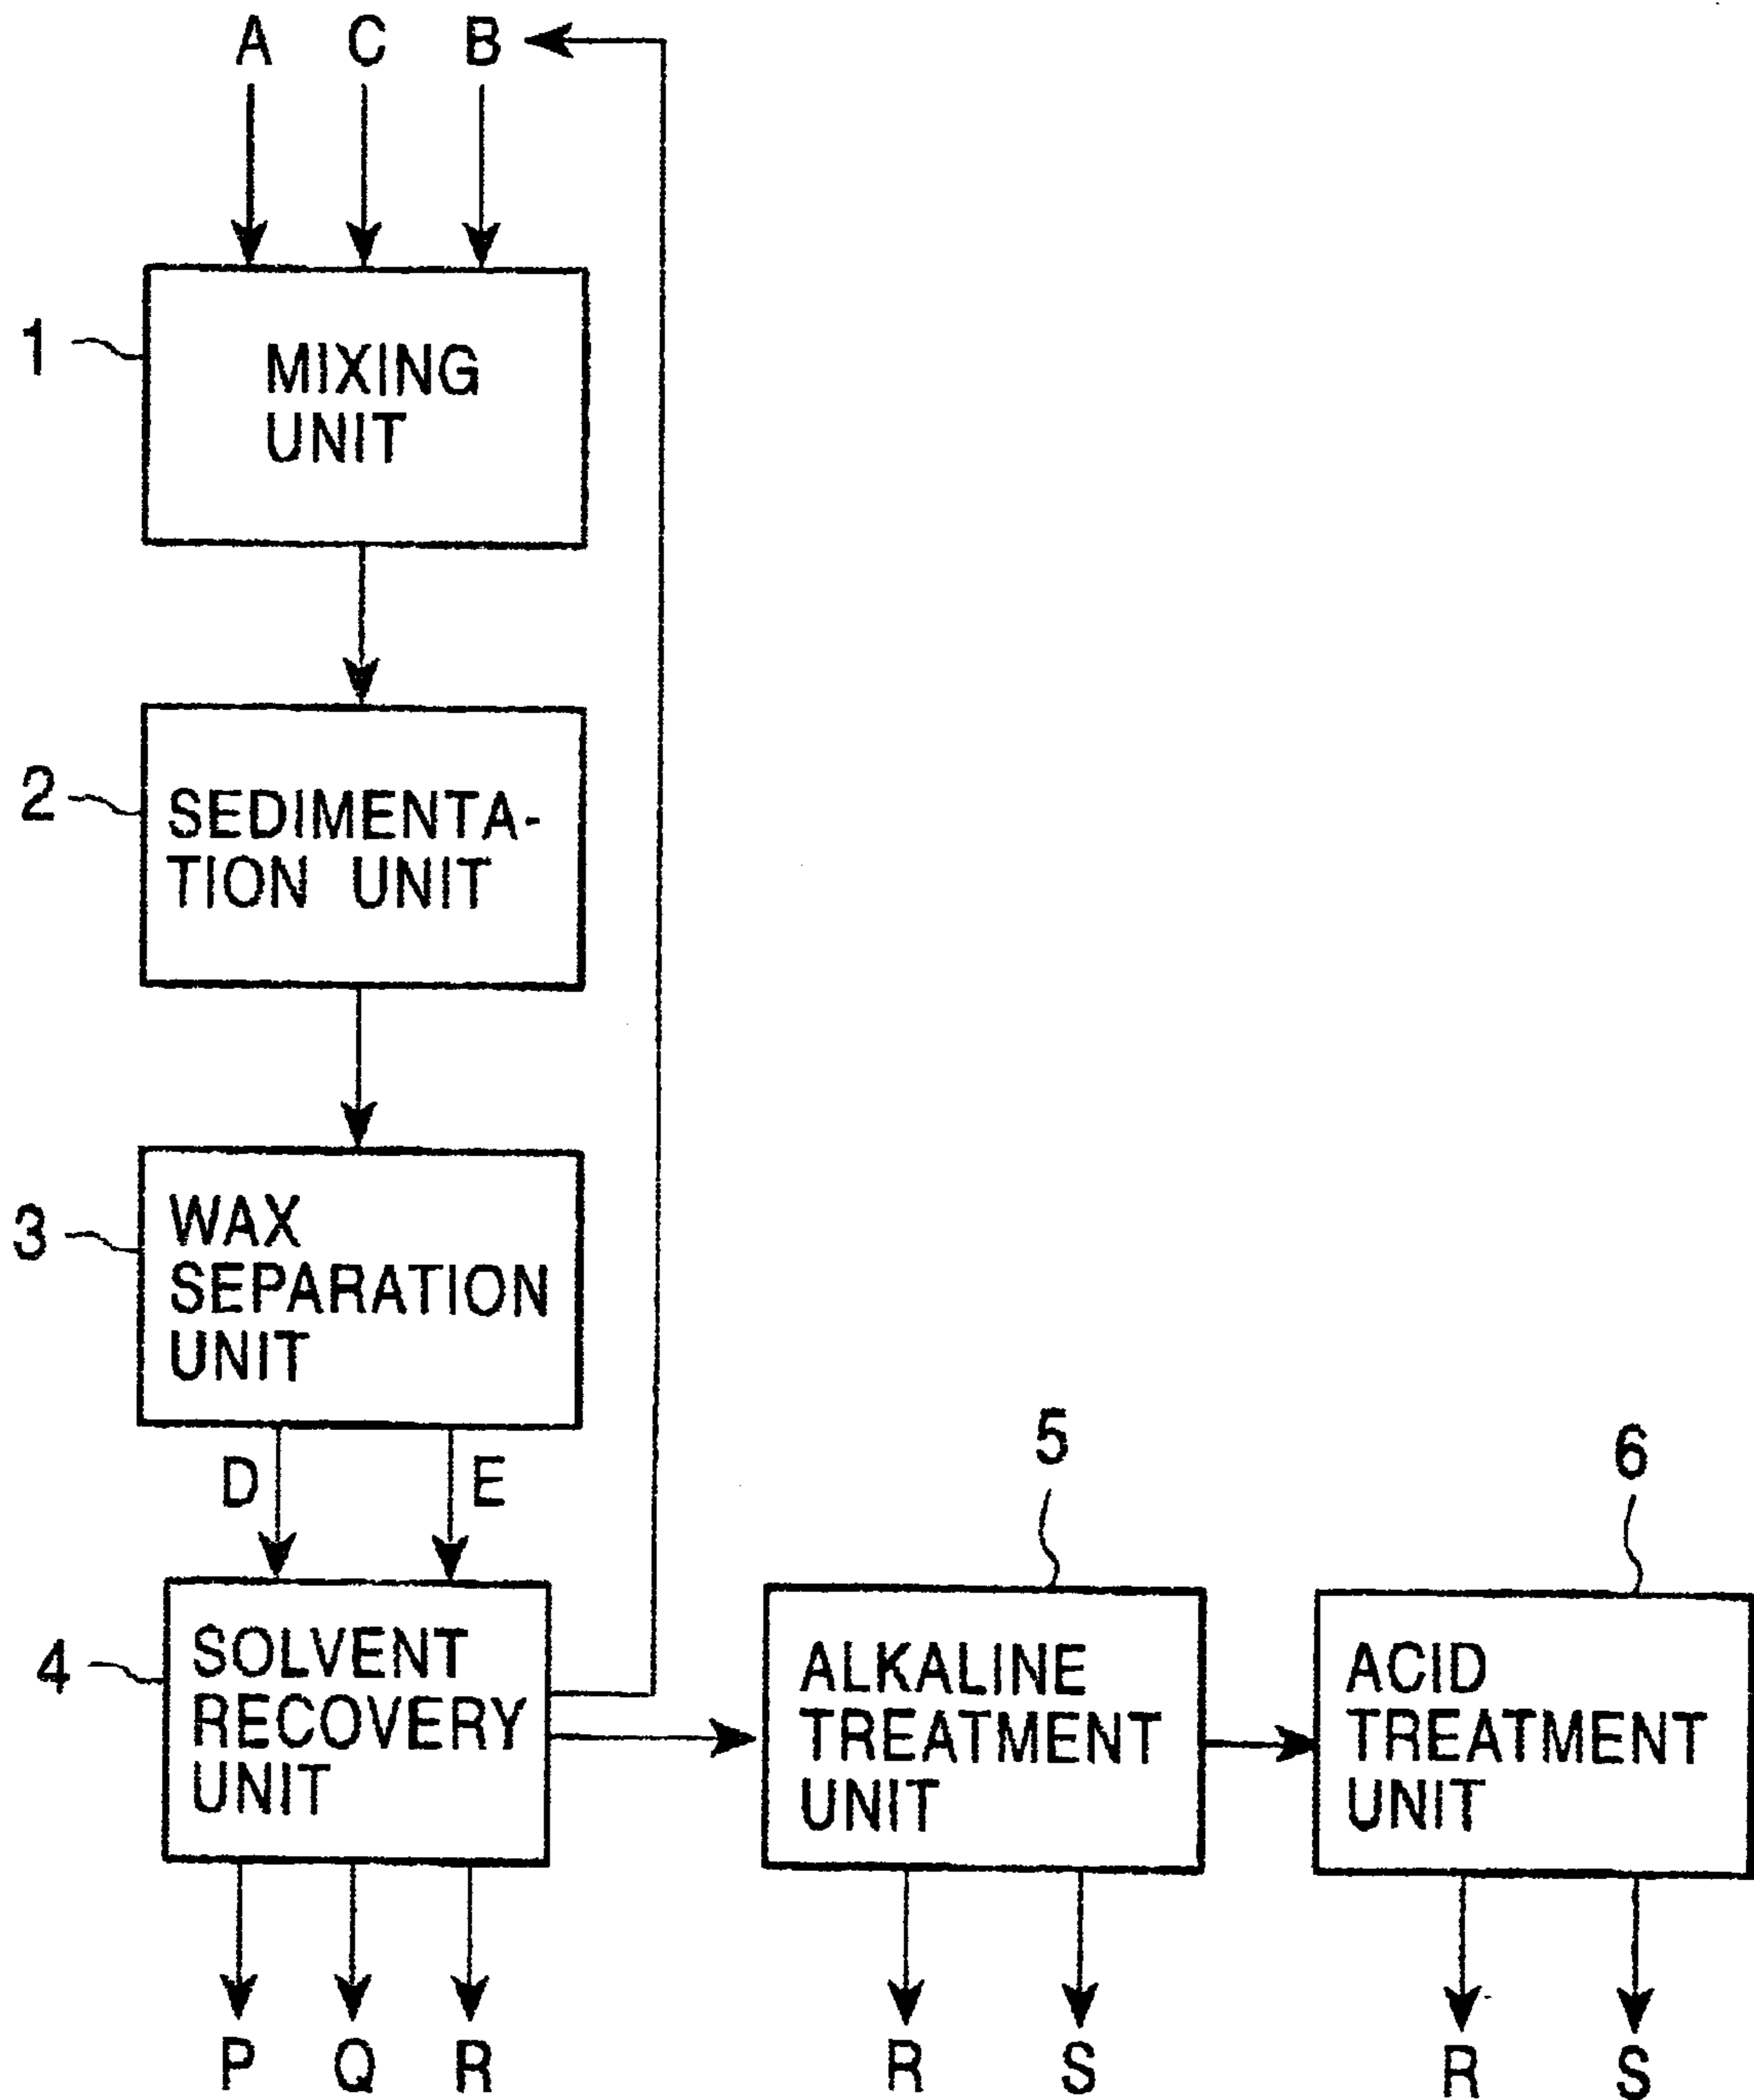 A C B
1
MIXING
UNIT
2
SEDIMENTA-
TION UNIT
3
WAX
SEPARATION
UNIT
D E
4
SOLVENT
RECOVERY
UNIT
5
ALKALINE
TREATMENT
UNIT
6
ACID
TREATMENT
UNIT
P Q R
R S
R S